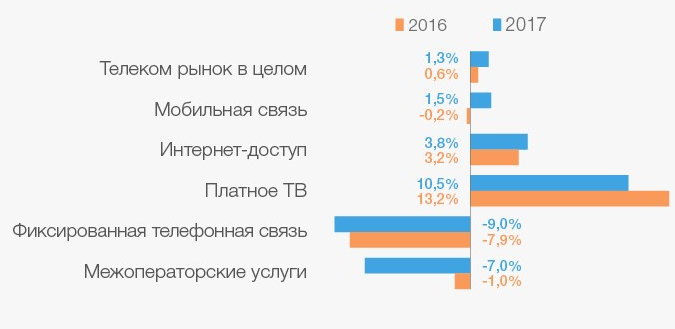 2016 2017
Телеком рынок в целом 1,3%
0,6%
Мобильная связь 1,5%
-0,2%
Интернет-доступ 3,8%
3,2%
Платное ТВ 10,5%
13,2%
Фиксированная телефонная связь -9,0%
-7,9%
Межоператорские услуги -7,0%
-1,0%